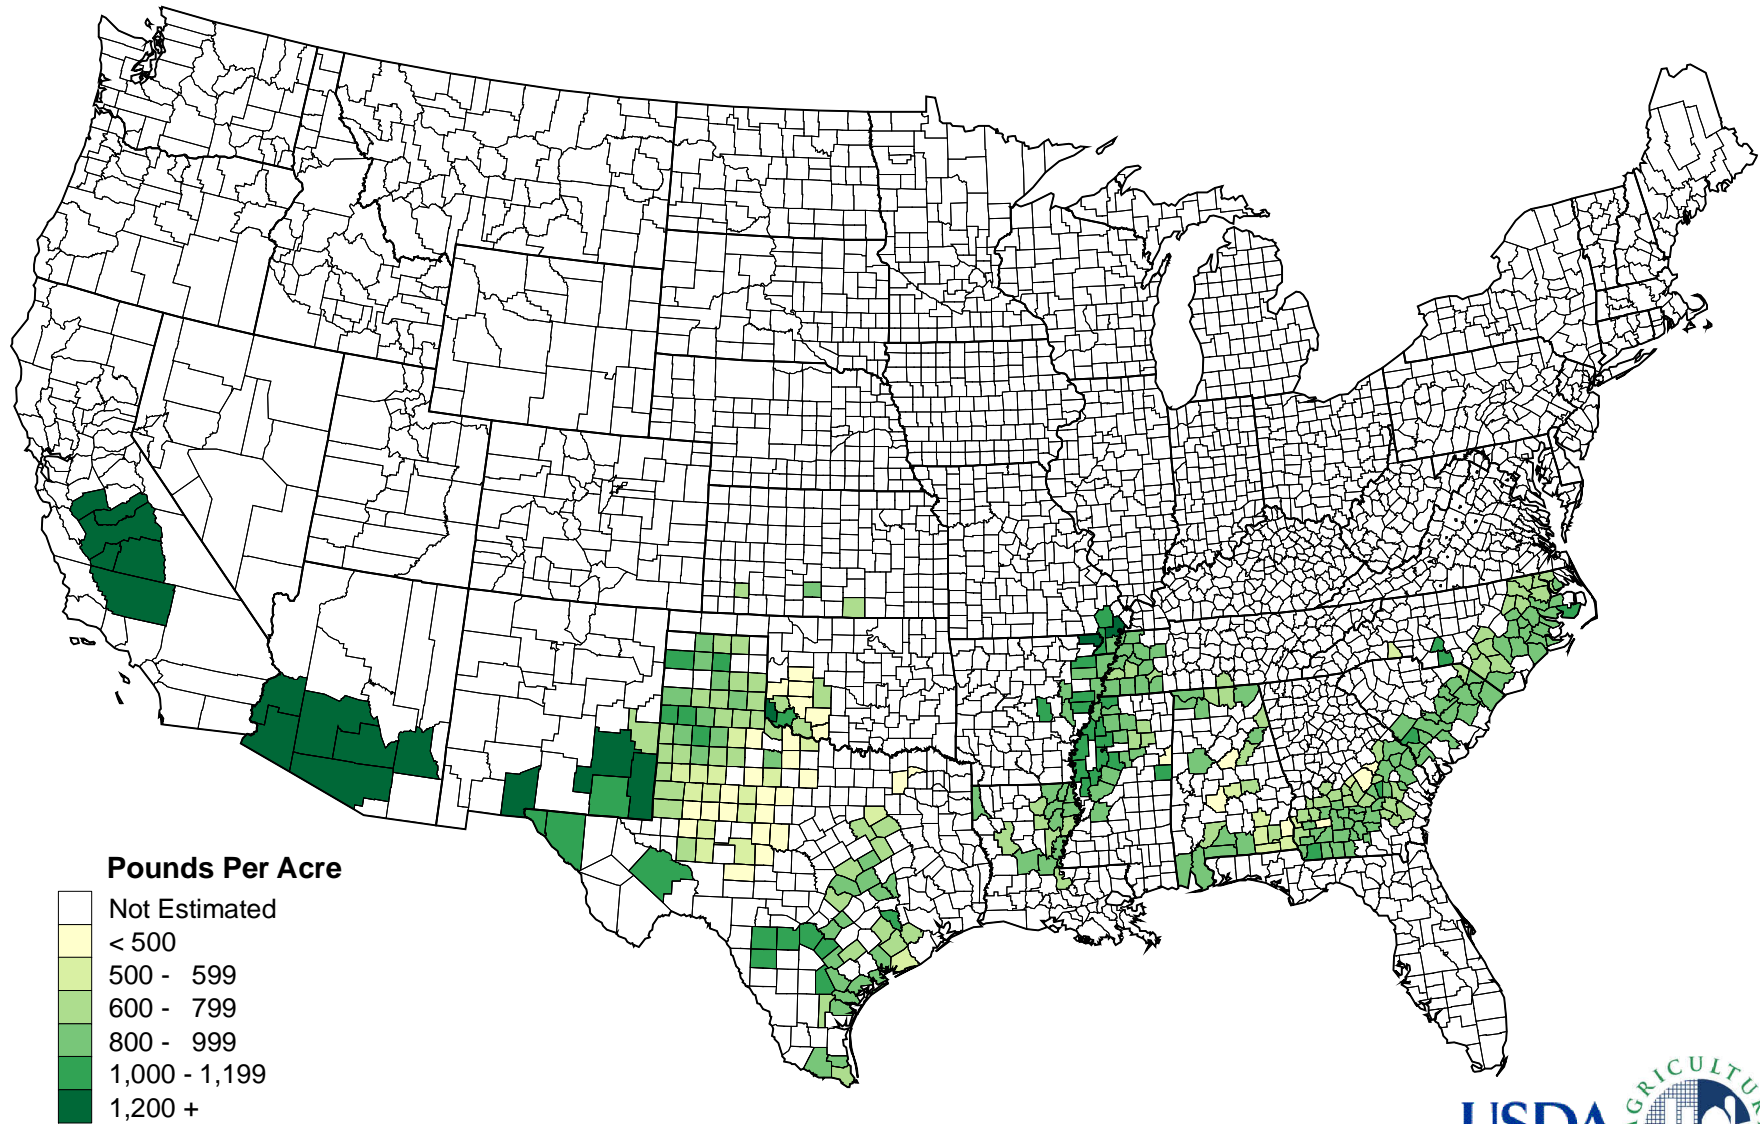 Pounds Per Acre
Not Estimated
< 500
500 - 599
600 - 799
800 - 999
1,000 - 1,199
1,200 +
USDA